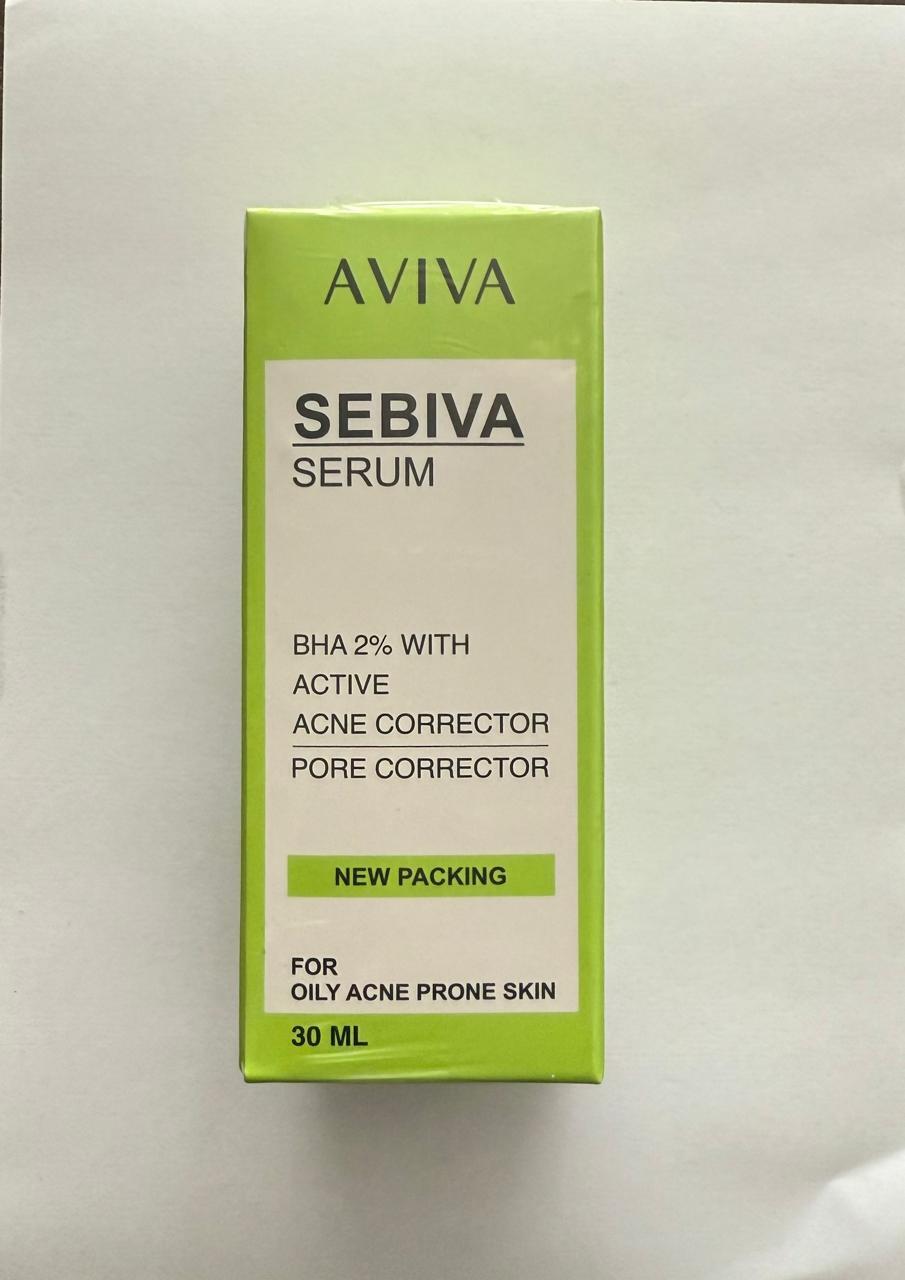 AVIVA
SEBIVA
SERUM
BHA 2% WITH
ACTIVE
ACNE CORRECTOR
PORE CORRECTOR
NEW PACKING
FOR
OILY ACNE PRONE SKIN
30 ML